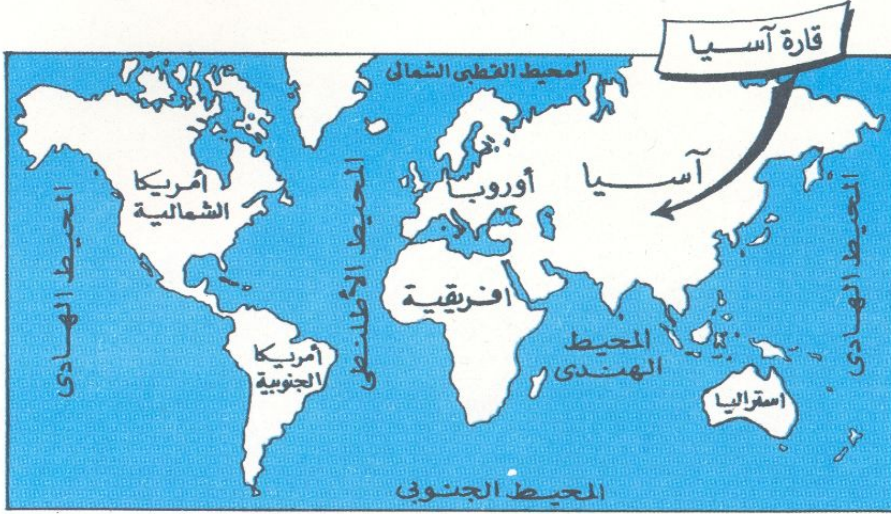 قارة آسيا
المحيط القطبى الشمالى
آسيا
أوروبا
أمريكا
الشمالية
المحيط الهادى
المحيط الأطلنطى
المحيط الهادى
افريقية
المحيط
الهندى
أمريكا
الجنوبية
استراليا
المحيط الجنوبى